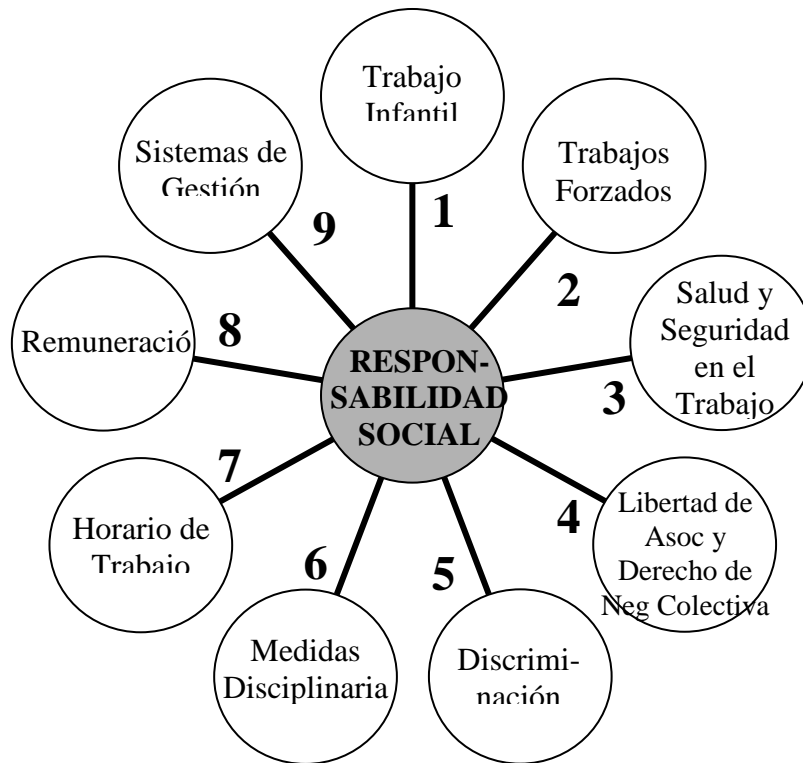 Trabajo
Infantil
1
Trabajos
Forzados
2
Salud y
Seguridad
en el
Trabajo
3
Libertad de
Asoc y
Derecho de
Neg Colectiva
4
Discrimi-
nación
5
Medidas
Disciplinaria
6
Horario de
Trabajo
7
Remuneració
8
Sistemas de
Gestión
9
RESPON-
SABILIDAD
SOCIAL